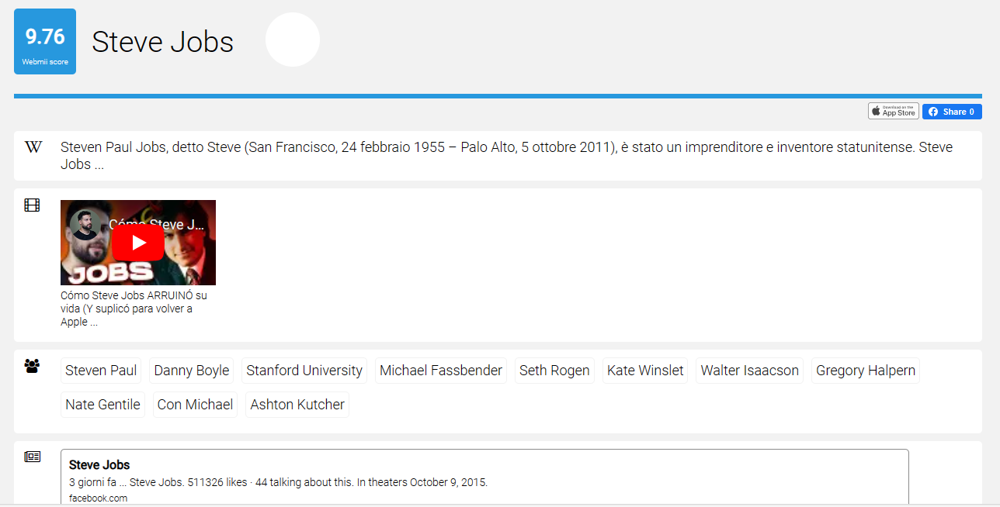 9.76
Webmii score
Steve Jobs
Download on the
App Store
Share 0
W
Steven Paul Jobs, detto Steve (San Francisco, 24 febbraio 1955 – Palo Alto, 5 ottobre 2011), è stato un imprenditore e inventore statunitense. Steve
Jobs ...
Cómo Steve J...
JOBS
Cómo Steve Jobs ARRUINÓ su
vida (Y suplicó para volver a
Apple ...
Steven Paul Danny Boyle Stanford University Michael Fassbender Seth Rogen Kate Winslet Walter Isaacson Gregory Halpern
Nate Gentile Con Michael Ashton Kutcher
Steve Jobs
3 giorni fa ... Steve Jobs. 511326 likes · 44 talking about this. In theaters October 9, 2015.
facebook.com